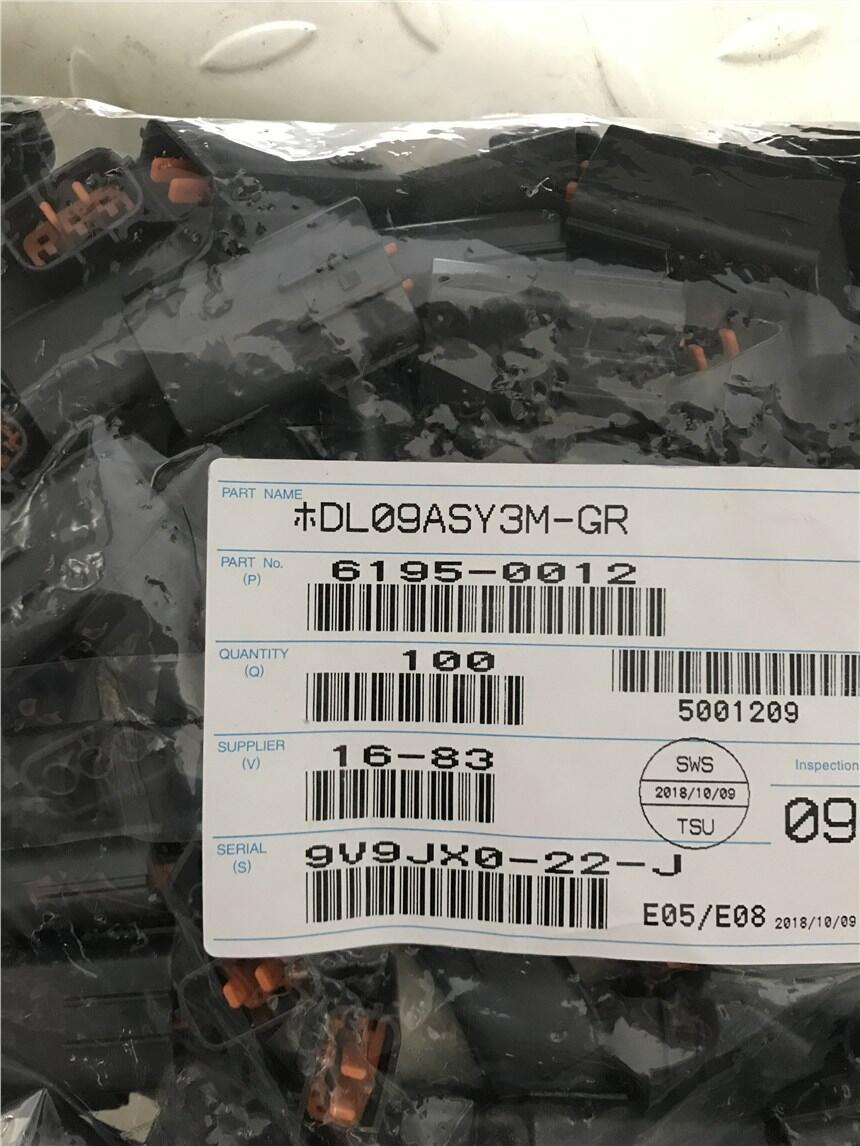 PART NAME
ホDL09ASY3M-GR
PART No.
(P)
6195-0012
QUANTITY
(Q)
100
5001209
SUPPLIER
(V)
16-83
SWS
2018/10/09
TSU
Inspection
09
SERIAL
(S)
9V9JX0-22-J
E05/E08 2018/10/09